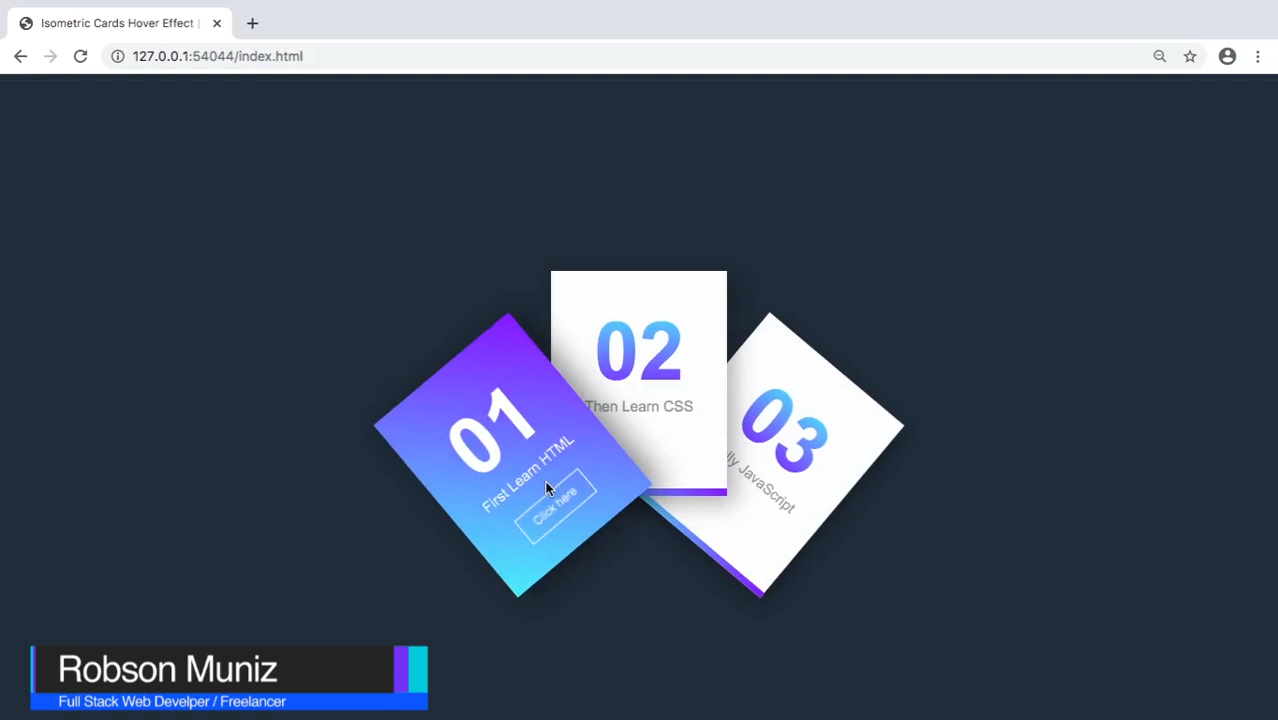 Isometric Cards Hover Effect |
127.0.0.1:54044/index.html
01
First Learn HTML
Click here
02
Then Learn CSS
03
JavaScript
Robson Muniz
Full Stack Web Develper / Freelancer